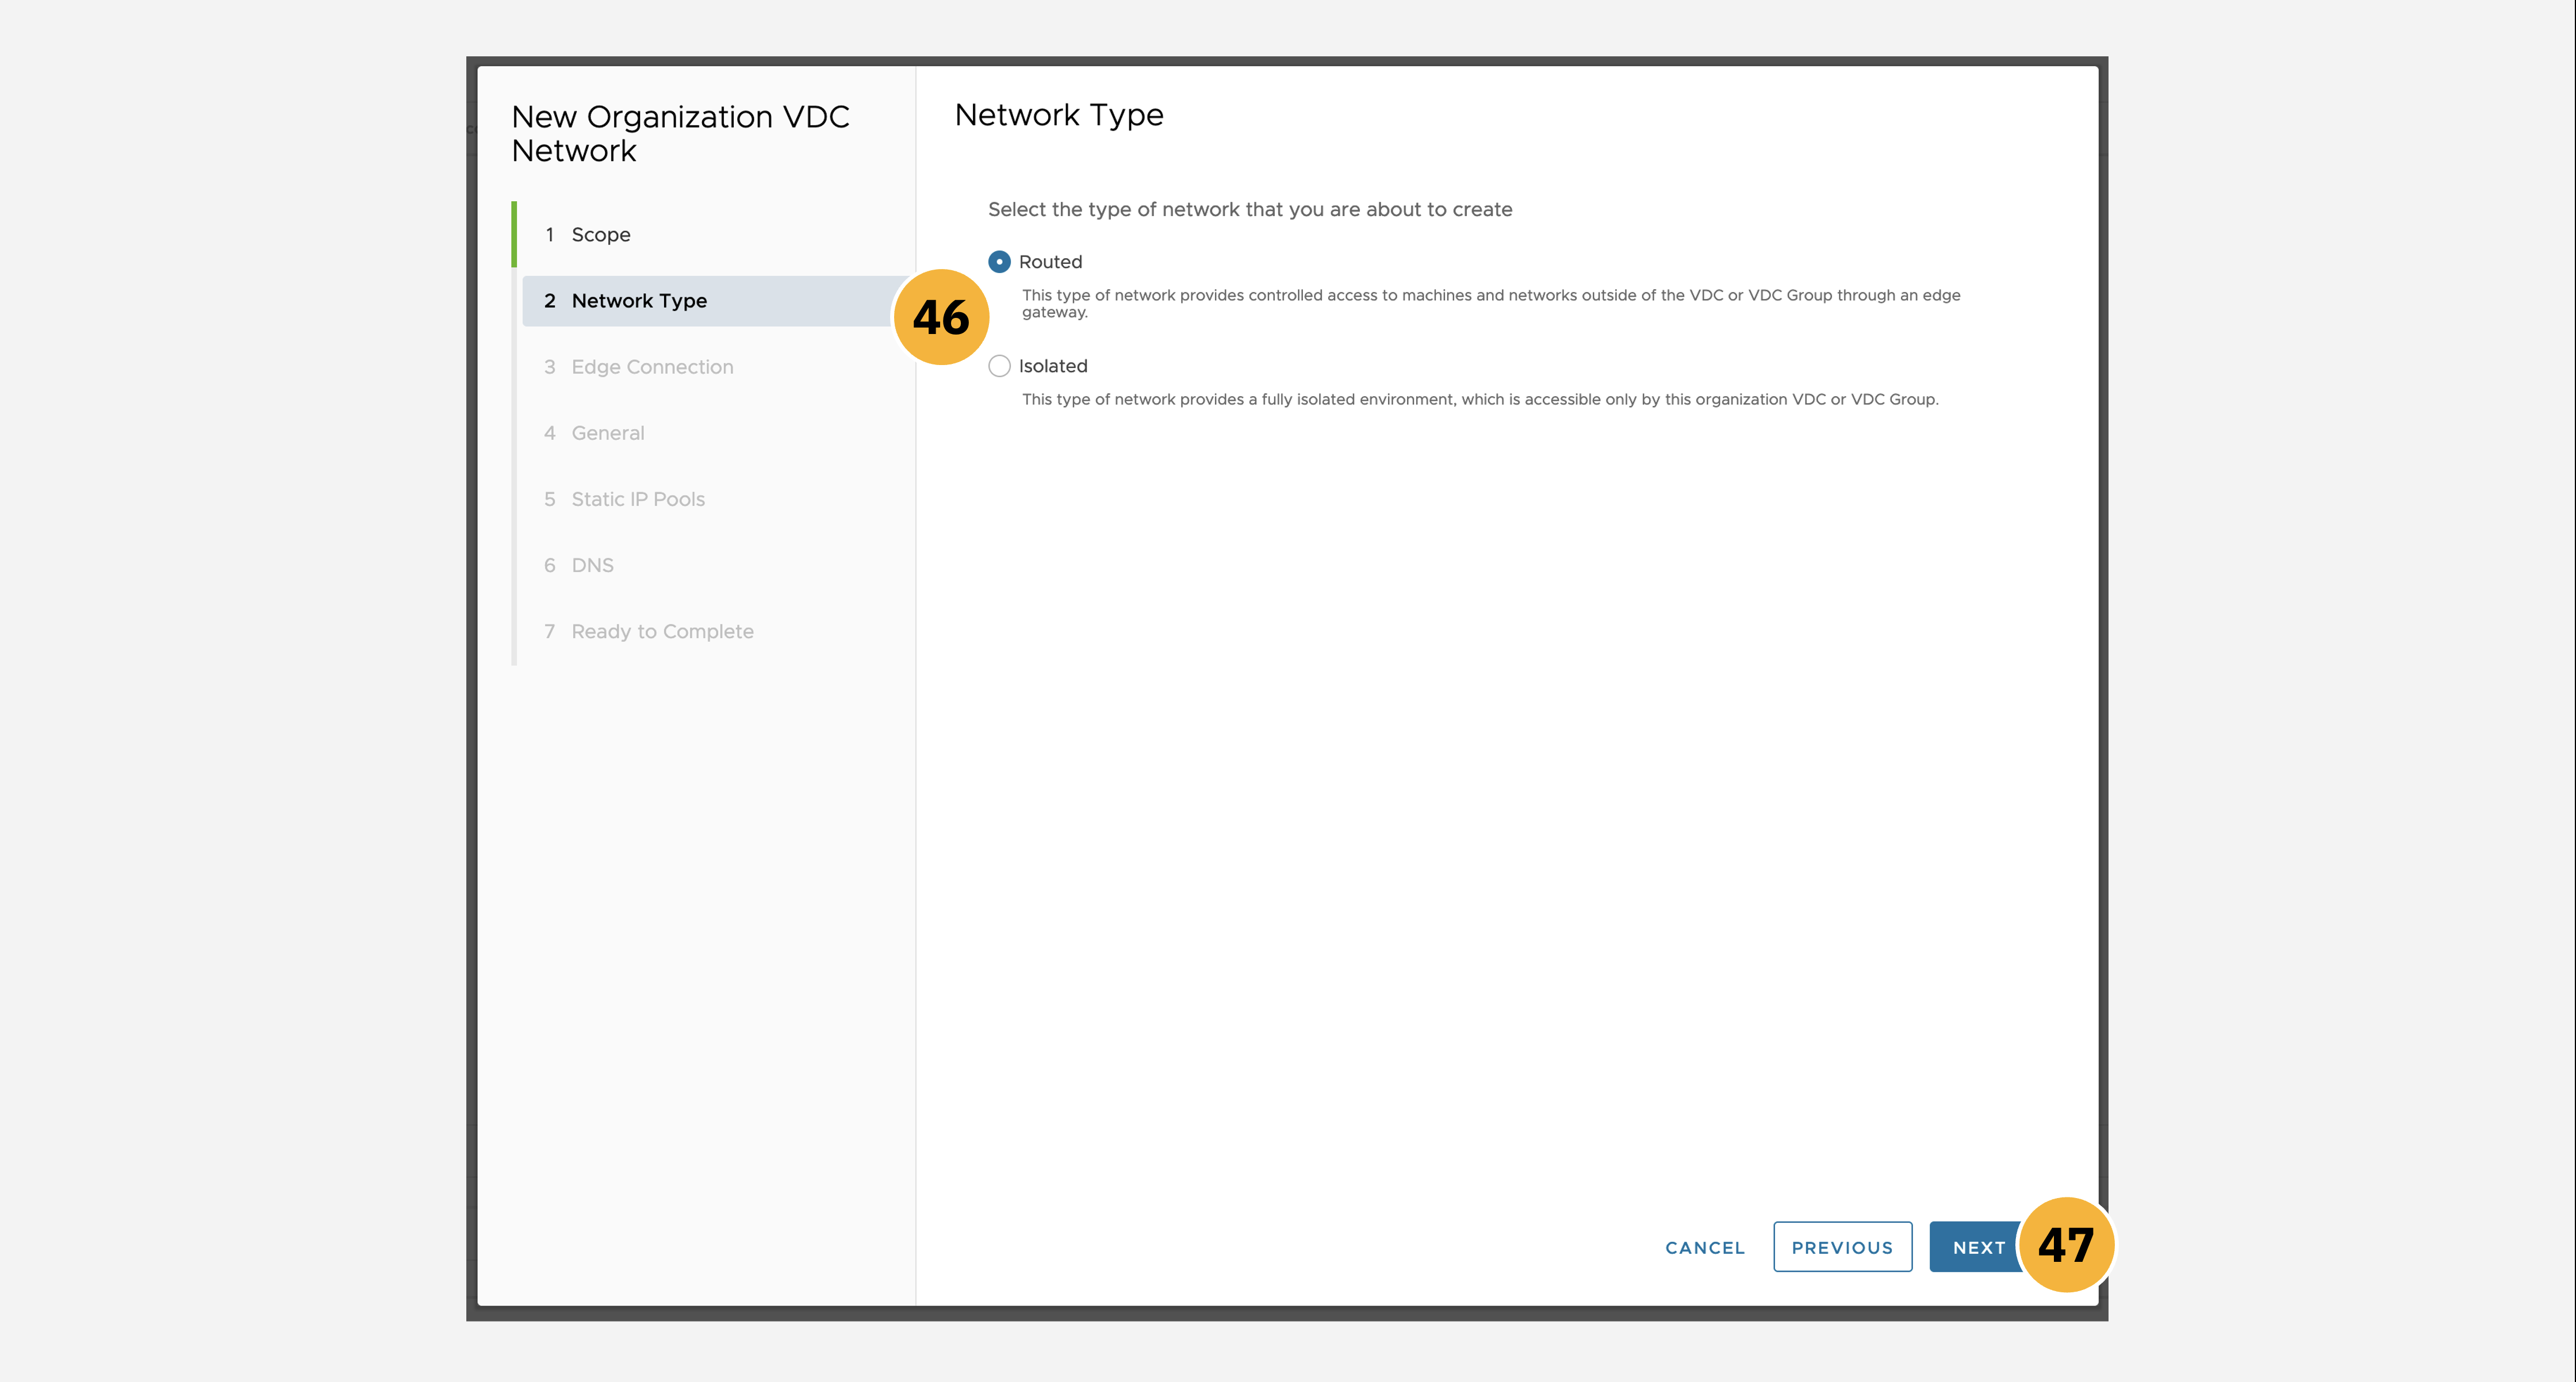 New Organization VDC
Network
1 Scope
2 Network Type
3 Edge Connection
4 General
5 Static IP Pools
6 DNS
7 Ready to Complete
46
Network Type
Select the type of network that you are about to create
Routed
This type of network provides controlled access to machines and networks outside of the VDC or VDC Group through an edge
gateway.
Isolated
This type of network provides a fully isolated environment, which is accessible only by this organization VDC or VDC Group.
CANCEL PREVIOUS NEXT 47